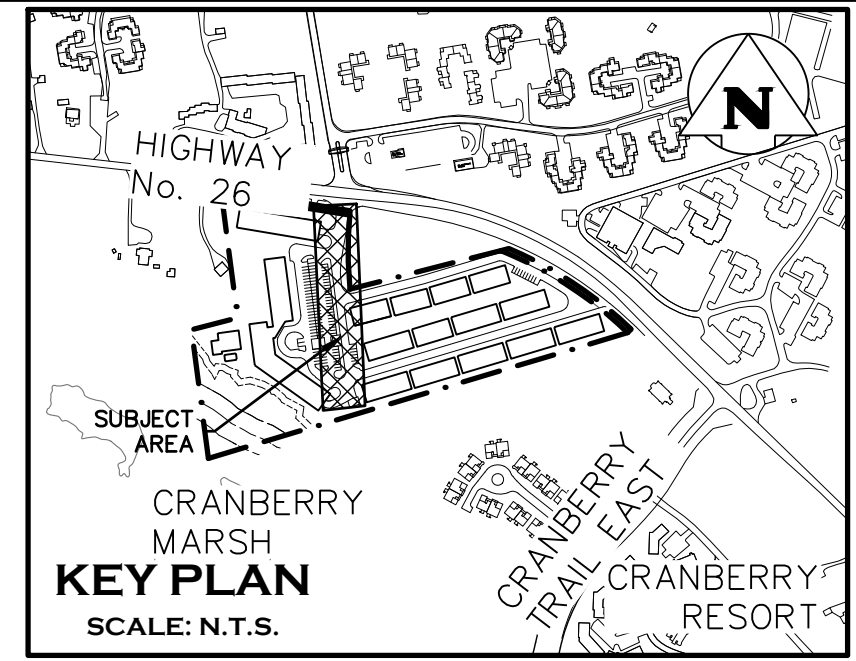 HIGHWAY
No. 26
N
SUBJECT
AREA
CRANBERRY
MARSH
CRANBERRY
TRAIL EAST
CRANBERRY
RESORT
KEY PLAN
SCALE: N.T.S.